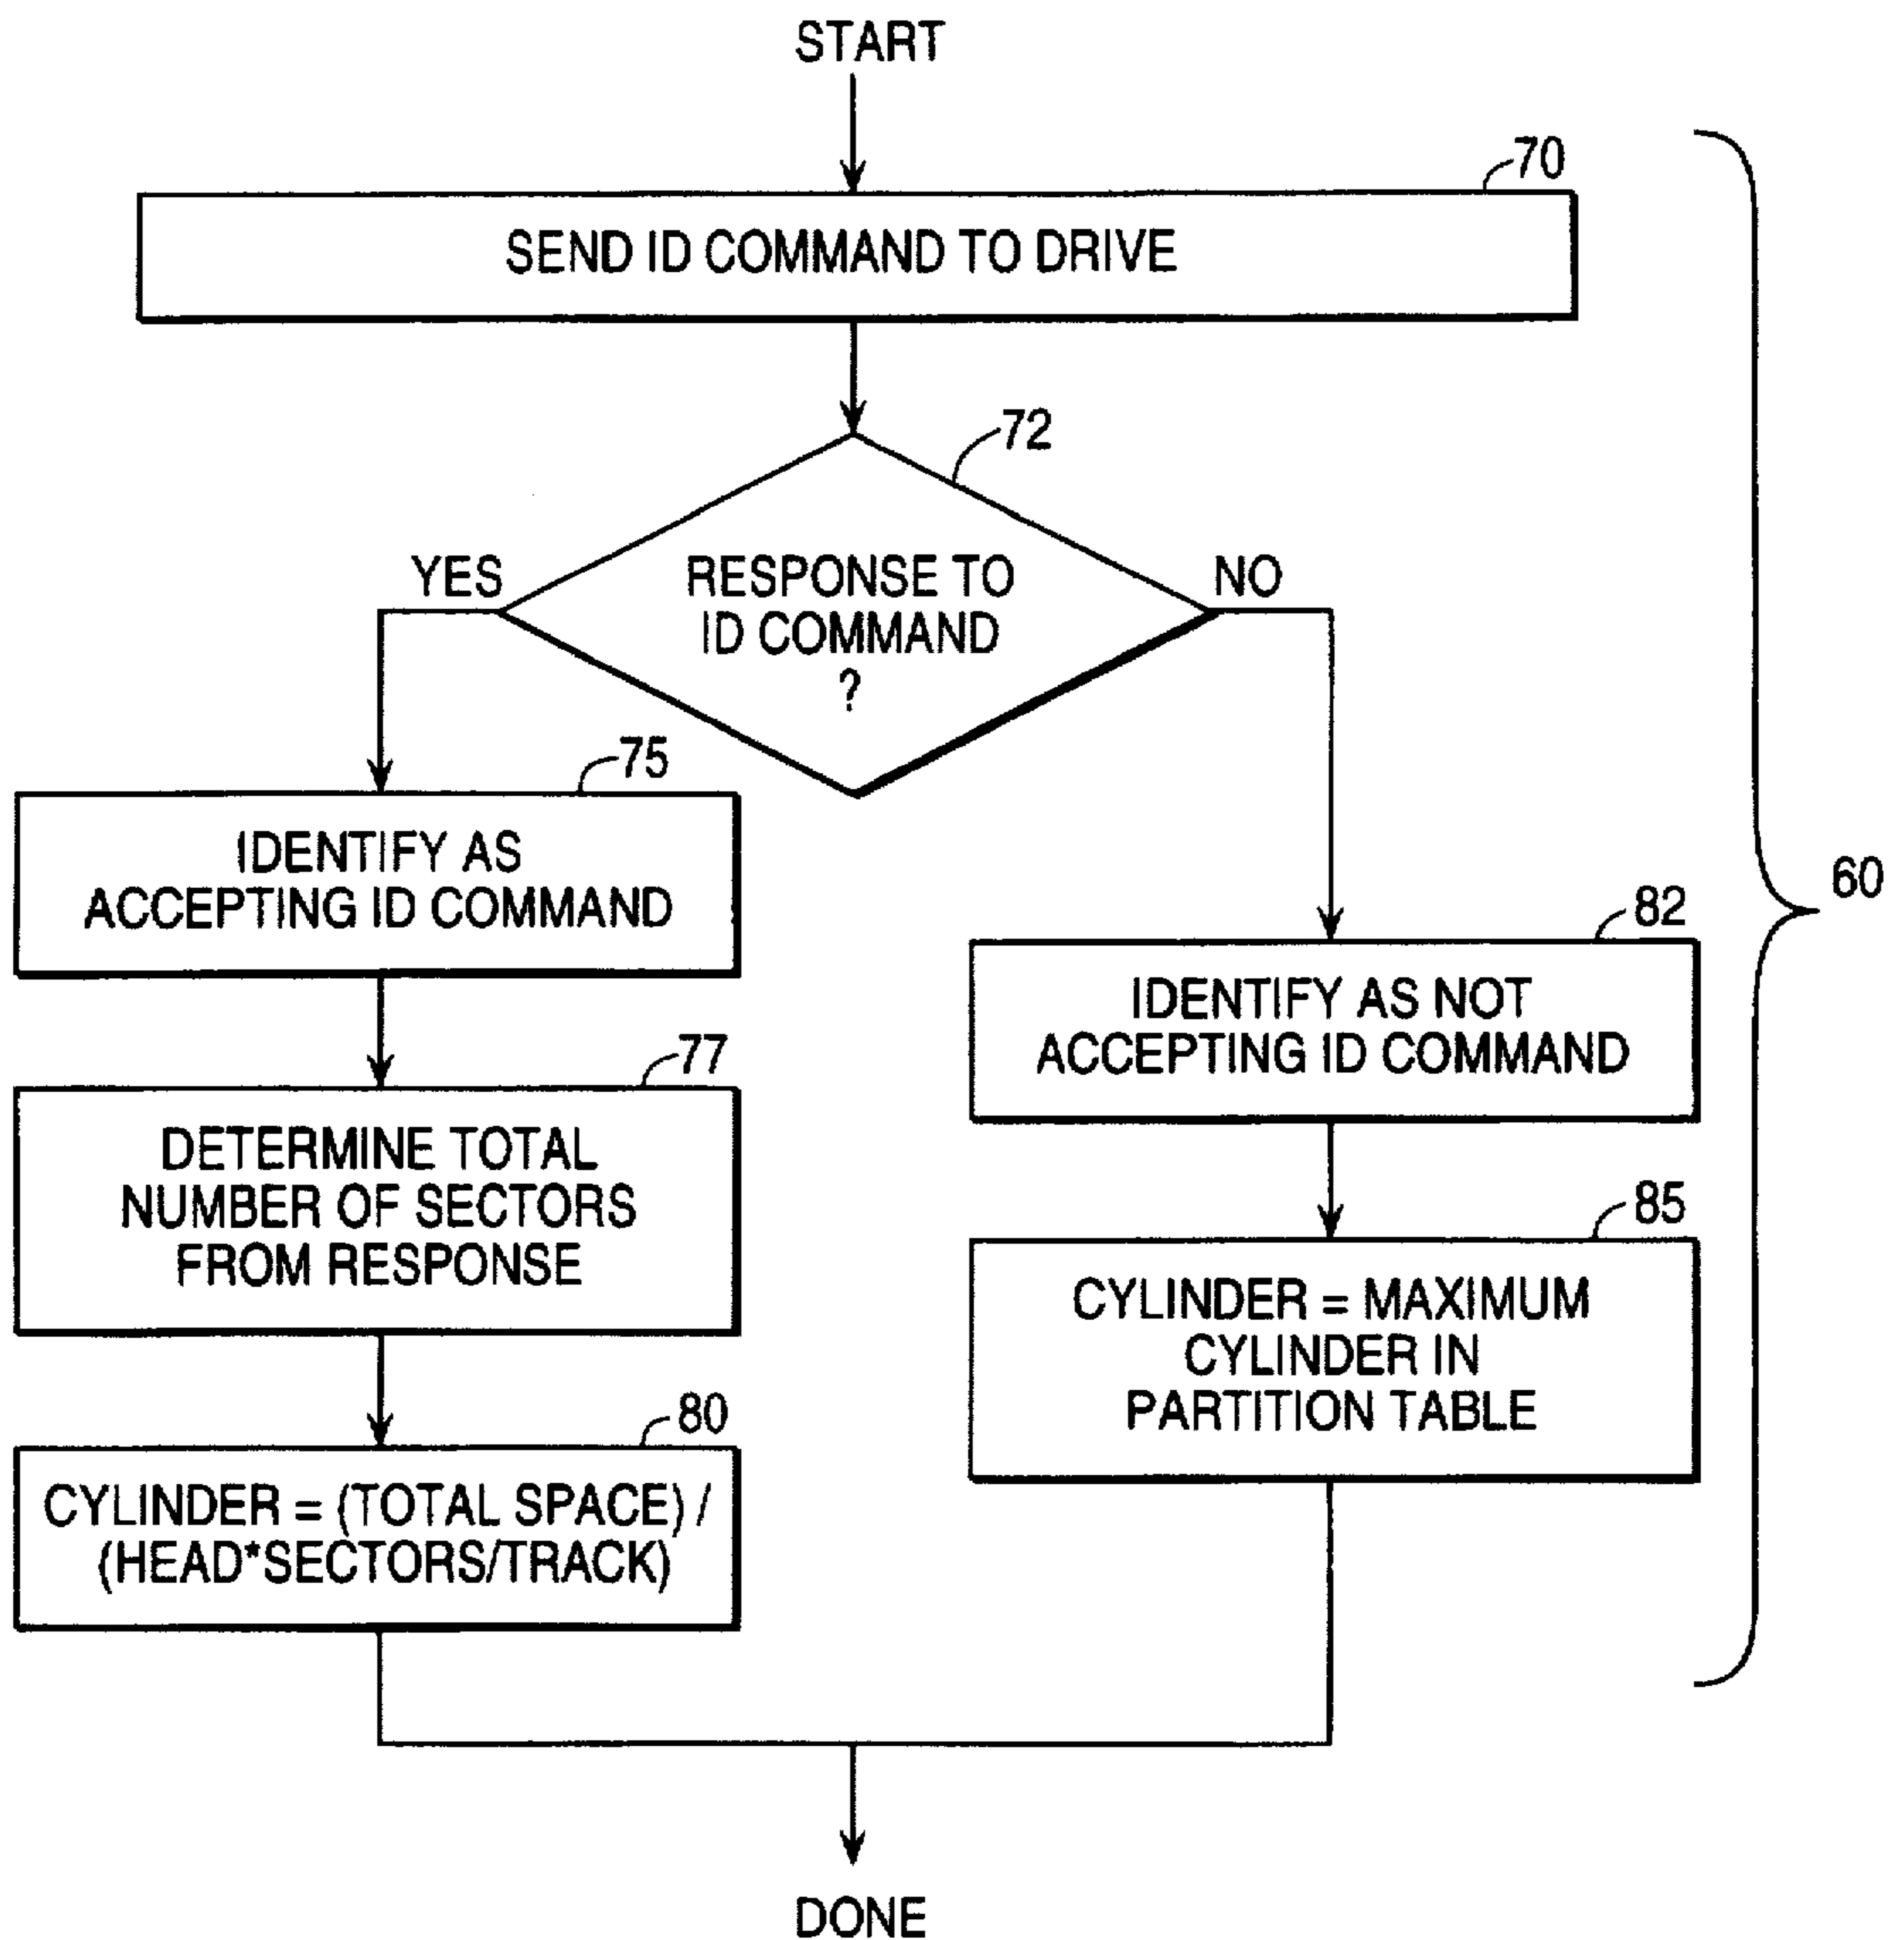 START
70
SEND ID COMMAND TO DRIVE
72
YES
RESPONSE TO
ID COMMAND
?
NO
75
IDENTIFY AS
ACCEPTING ID COMMAND
60
82
IDENTIFY AS NOT
ACCEPTING ID COMMAND
77
DETERMINE TOTAL
NUMBER OF SECTORS
FROM RESPONSE
85
CYLINDER = MAXIMUM
CYLINDER IN
PARTITION TABLE
80
CYLINDER = (TOTAL SPACE) /
(HEAD*SECTORS/TRACK)
DONE